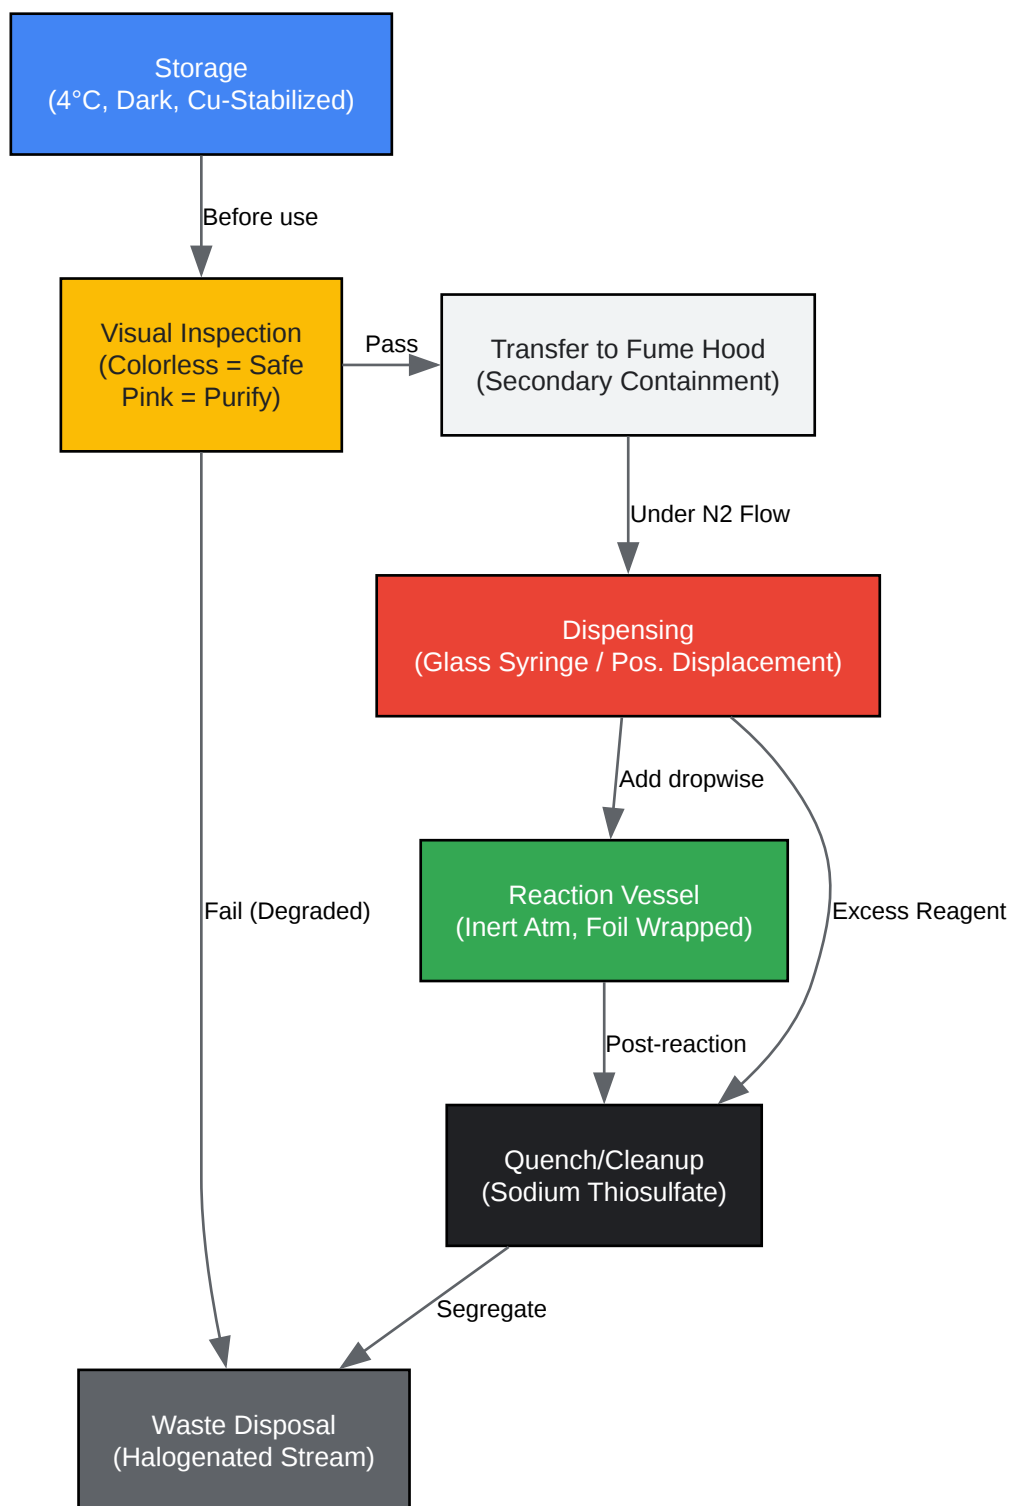 Storage
(4°C, Dark, Cu-Stabilized)
Before use
Visual Inspection
(Colorless = Safe
Pink = Purify)
Pass
Transfer to Fume Hood
(Secondary Containment)
Under N2 Flow
Dispensing
(Glass Syringe / Pos. Displacement)
Add dropwise
Reaction Vessel
(Inert Atm, Foil Wrapped)
Fail (Degraded)
Excess Reagent
Post-reaction
Quench/Cleanup
(Sodium Thiosulfate)
Segregate
Waste Disposal
(Halogenated Stream)